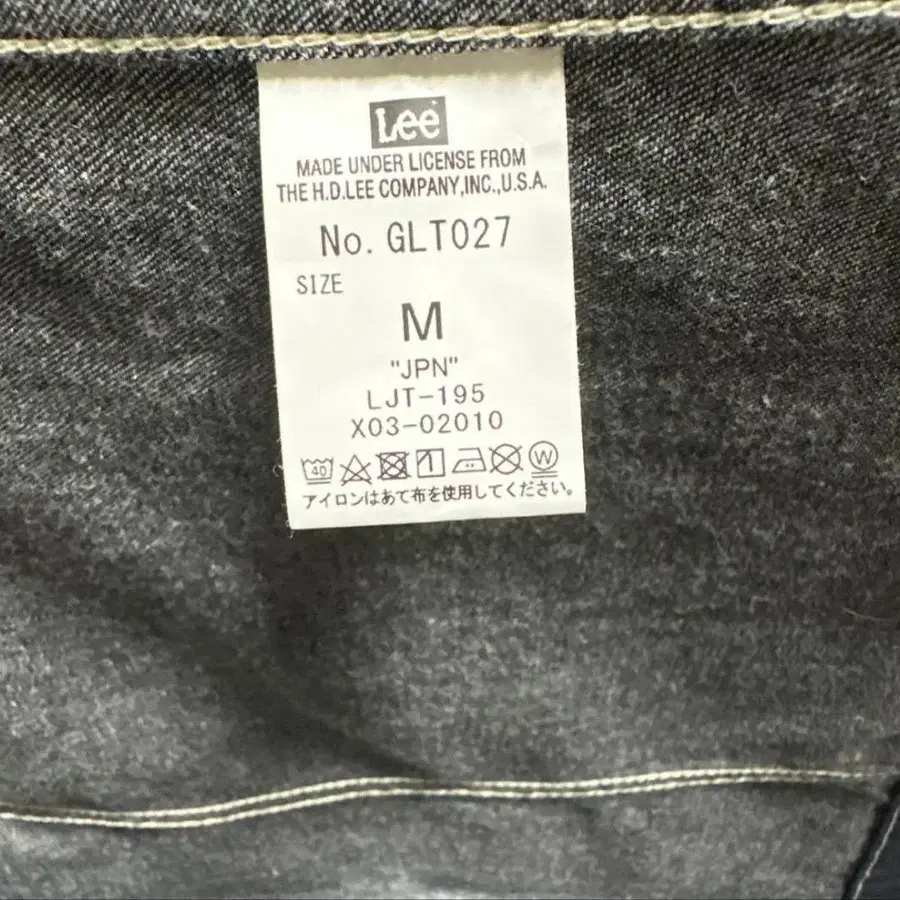 Lee
MADE UNDER LICENSE FROM
THE H.D.LEE COMPANY,INC.,U.S.A.
No. GLT027
SIZE
M
"JPN"
LJT-195
X03-02010
40 W
アイロンはあて布を使用してください。